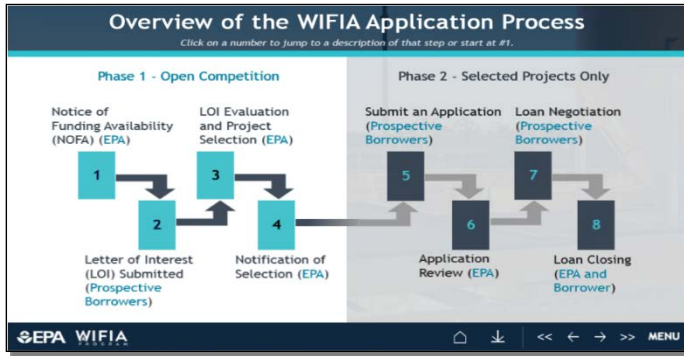 Overview of the WIFIA Application Process
Click on a number to jump to a description of that step or start at #1.
Phase 1 - Open Competition
Notice of
Funding Availability
(NOFA) (EPA)
1
2
Letter of Interest
(LOI) Submitted
(Prospective
Borrowers)
LOI Evaluation
and Project
Selection (EPA)
3
4
Notification of
Selection (EPA)
Phase 2 - Selected Projects Only
Submit an Application
(Prospective
Borrowers)
5
6
Application
Review (EPA)
Loan Negotiation
(Prospective
Borrowers)
7
8
Loan Closing
(EPA and
Borrower)
EPA WIFIA
PROGRAM
<< ← → >> MENU